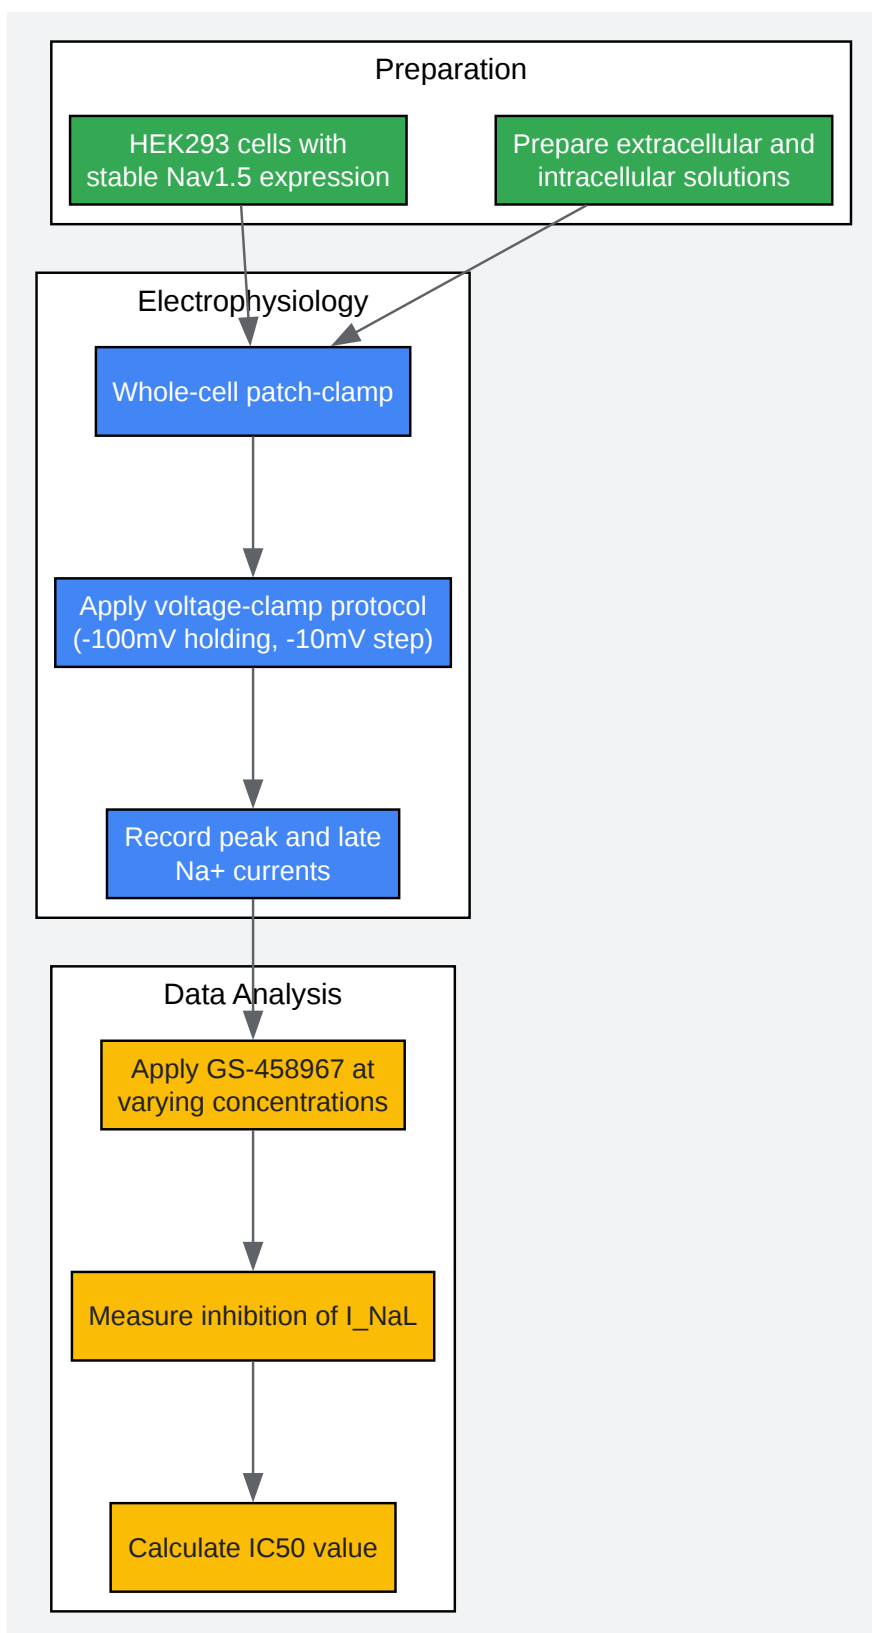 Preparation
HEK293 cells with
stable Nav1.5 expression
Prepare extracellular and
intracellular solutions
Electrophysiology
Whole-cell patch-clamp
Apply voltage-clamp protocol
(-100mV holding, -10mV step)
Record peak and late
Na+ currents
Data Analysis
Apply GS-458967 at
varying concentrations
Measure inhibition of I_NaL
Calculate IC50 value